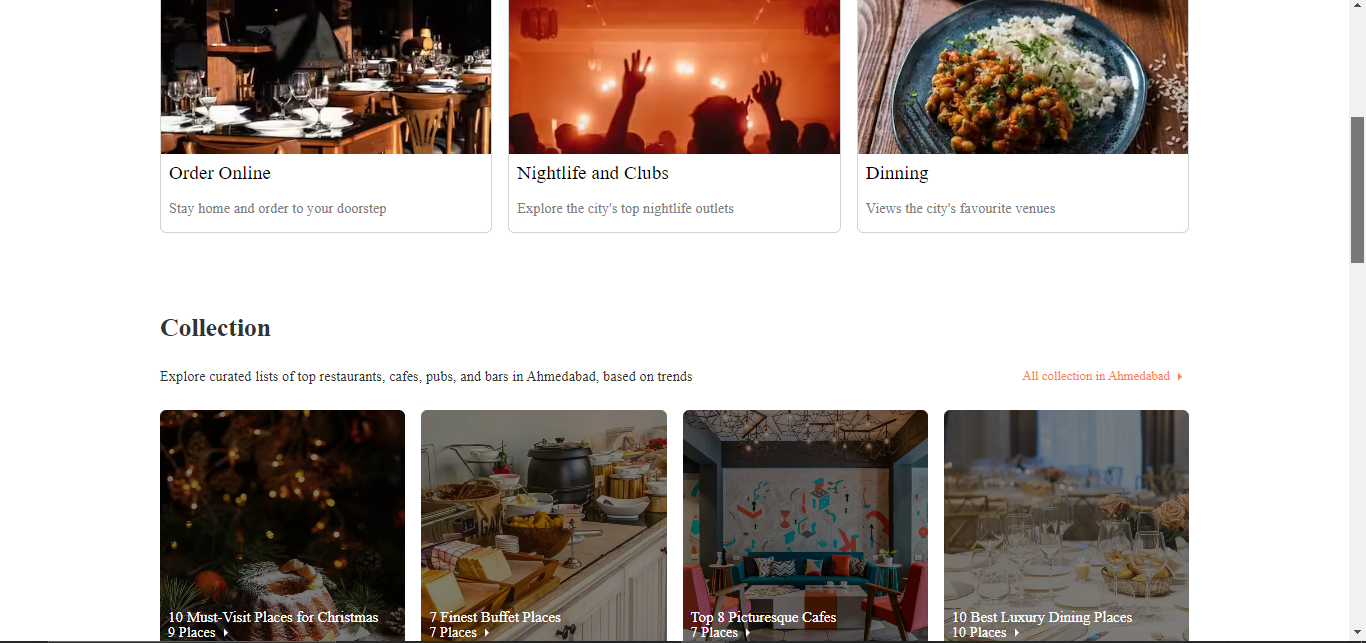 Order Online
Stay home and order to your doorstep
Nightlife and Clubs
Explore the city's top nightlife outlets
Dinning
Views the city's favourite venues
Collection
Explore curated lists of top restaurants, cafes, pubs, and bars in Ahmedabad, based on trends
All collection in Ahmedabad
10 Must-Visit Places for Christmas
9 Places
7 Finest Buffet Places
7 Places
Top 8 Picturesque Cafes
7 Places
10 Best Luxury Dining Places
10 Places